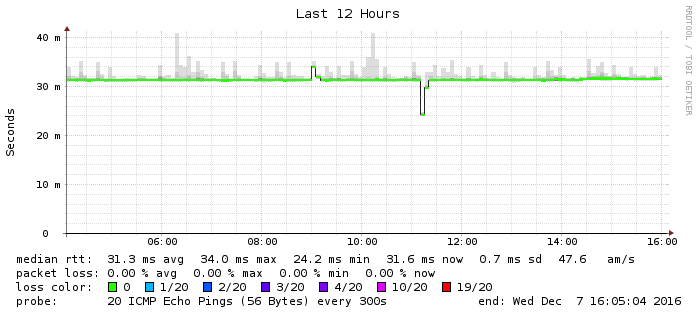 Last 12 Hours
RRDTOOL / TOBI OETIKER
Seconds
40 m
30 m
20 m
10 m
0
06:00 08:00 10:00 12:00 14:00 16:00
median rtt: 31.3 ms avg 34.0 ms max 24.2 ms min 31.6 ms now 0.7 ms sd 47.6 am/s
packet loss: 0.00 % avg 0.00 % max 0.00 % min 0.00 % now
loss color: 0 1/20 2/20 3/20 4/20 10/20 19/20
probe: 20 ICMP Echo Pings (56 Bytes) every 300s end: Wed Dec 7 16:05:04 2016